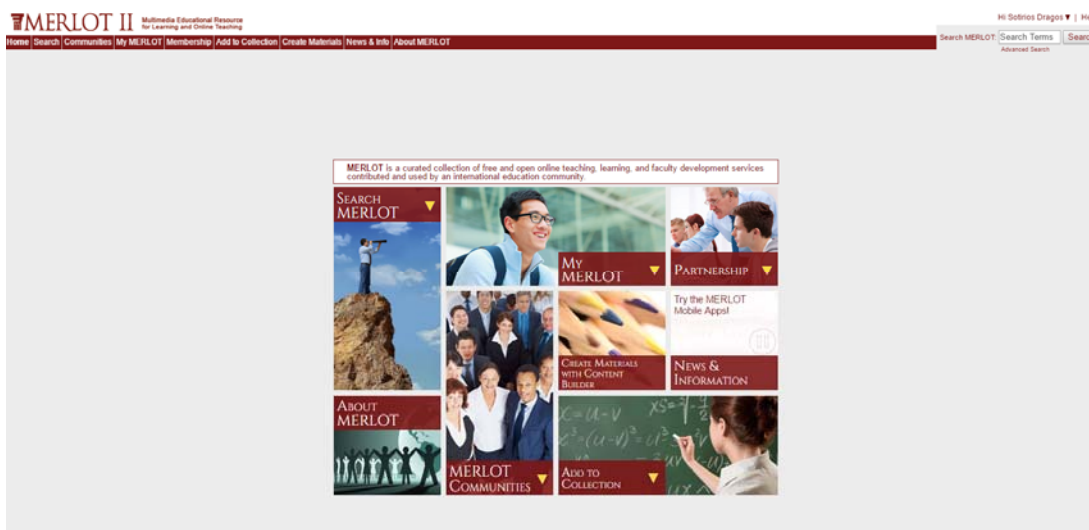 MERLOT II Multimedia Educational Resource
for Learning and Online Teaching
Hi Sotirios Dragos ▼ |
Home Search Communities My MERLOT Membership Add to Collection Create Materials News & Info About MERLOT
Search MERLOT: Search Terms
Advanced Search
MERLOT is a curated collection of free and open online teaching, learning, and faculty development services
contributed and used by an international education community.
SEARCH
MERLOT
MY
MERLOT
PARTNERSHIP
Try the MERLOT
Mobile Apps!
CREATE MATERIALS
WITH CONTENT
BUILDER
NEWS &
INFORMATION
ABOUT
MERLOT
MERLOT
COMMUNITIES
ADD TO
COLLECTION